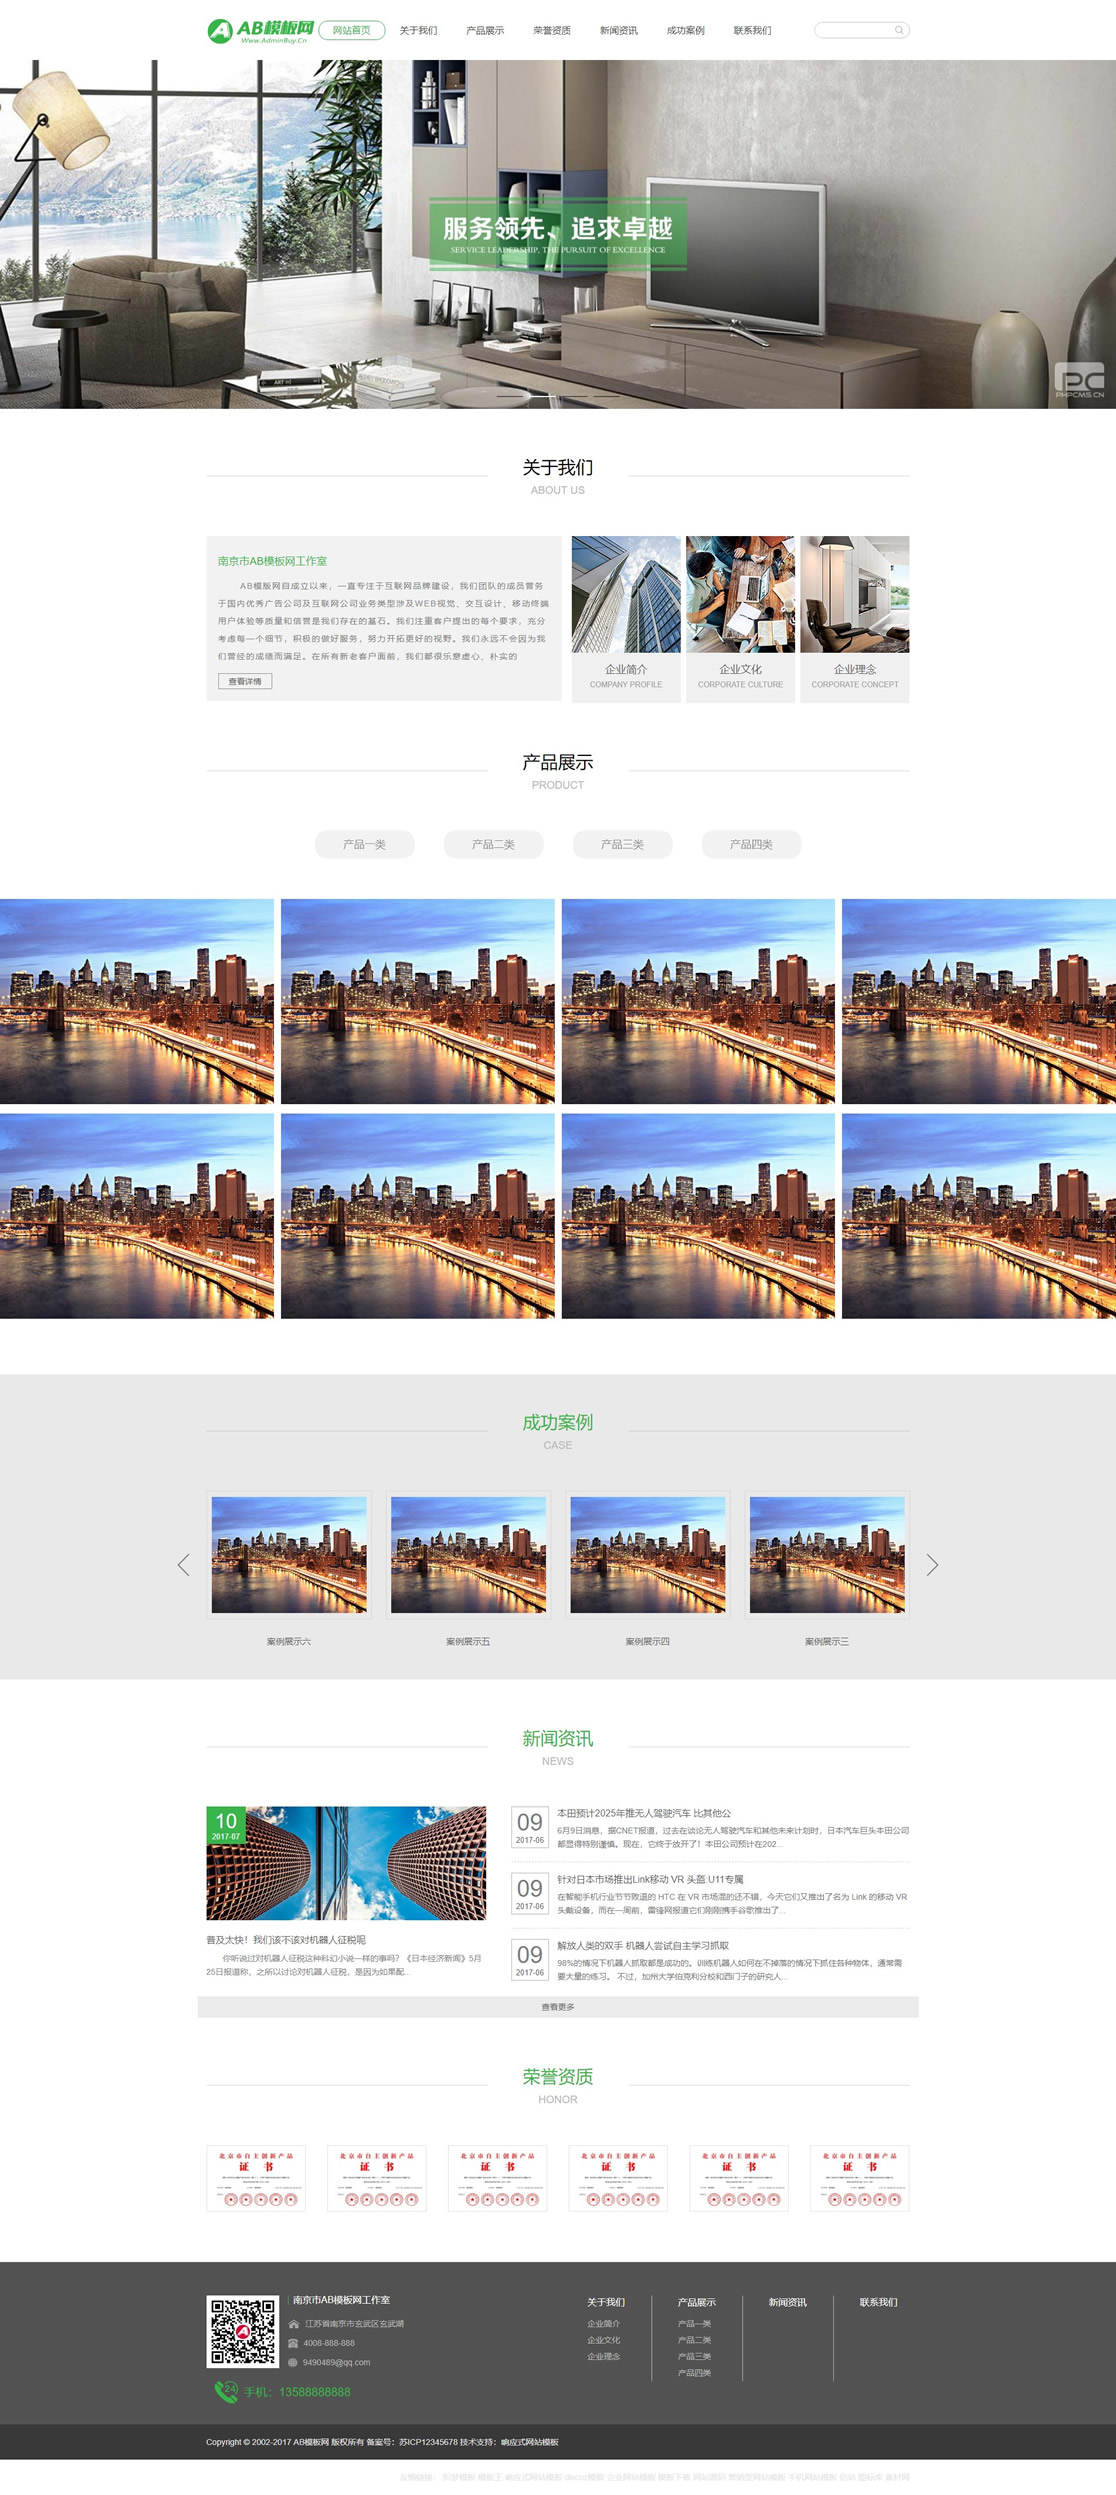 AB模板网
Www.AdminBuy.Cn
网站首页 关于我们 产品展示 荣誉资质 新闻资讯 成功案例 联系我们
服务领先、追求卓越
SERVICE LEADERSHIP, THE PURSUIT OF EXCELLENCE
PHPCMS.CN
关于我们
ABOUT US
南京市AB模板网工作室
AB模版网自成立以来，一直专注于互联网品牌建设，我们团队的成员曾务
于国内优秀广告公司及互联网公司业务类型涉及WEB视觉、交互设计、移动终端
用户体验等质量和信誉是我们存在的基石。我们注重客户提出的每个要求，充分
考虑每一个细节，积极的做好服务，努力开拓更好的视野。我们永远不会因为我
们曾经的成绩而满足。在所有新老客户面前，我们都很乐意虚心、朴实的
查看详情
企业简介 企业文化 企业理念
COMPANY PROFILE CORPORATE CULTURE CORPORATE CONCEPT
产品展示
PRODUCT
产品一类 产品二类 产品三类 产品四类
成功案例
CASE
案例展示六 案例展示五 案例展示四 案例展示三
新闻资讯
NEWS
10
2017-07
普及太快！我们该不该对机器人征税呢
你听说过对机器人征税这种科幻小说一样的事吗？《日本经济新闻》5月
25日报道称，之所以讨论对机器人征税，是因为如果配...
09
2017-06
本田预计2025年推无人驾驶汽车 比其他公
6月9日消息，据CNET报道，过去在谈论无人驾驶汽车和其他未来计划时，日本汽车巨头本田公司
都显得特别谨慎。现在，它终于放开了！本田公司预计在202...
09
2017-06
针对日本市场推出Link移动 VR 头盔:U11专属
在智能手机行业节节败退的 HTC 在 VR 市场混的还不错，今天它们又推出了名为 Link 的移动 VR
头戴设备，而在一周前，雷锋网报道它们刚刚携手谷歌推出了...
09
2017-06
解放人类的双手 机器人尝试自主学习抓取
98%的情况下机器人抓取都是成功的。训练机器人如何在不掉落的情况下抓住各种物体，通常需
要大量的练习。 不过，加州大学伯克利分校和西门子的研究人...
查看更多
荣誉资质
HONOR
北京市自主创新产品 北京市自主创新产品 北京市自主创新产品 北京市自主创新产品 北京市自主创新产品 北京市自主创新产品
证书 证书 证书 证书 证书 证书
南京市AB模板网工作室
江苏省南京市玄武区玄武湖
4008-888-888
9490489@qq.com
24
手机：13588888888
关于我们
企业简介
企业文化
企业理念
产品展示
产品一类
产品二类
产品三类
产品四类
新闻资讯
联系我们
Copyright © 2002-2017 AB模板网 版权所有 备案号：苏ICP12345678 技术支持：响应式网站模板